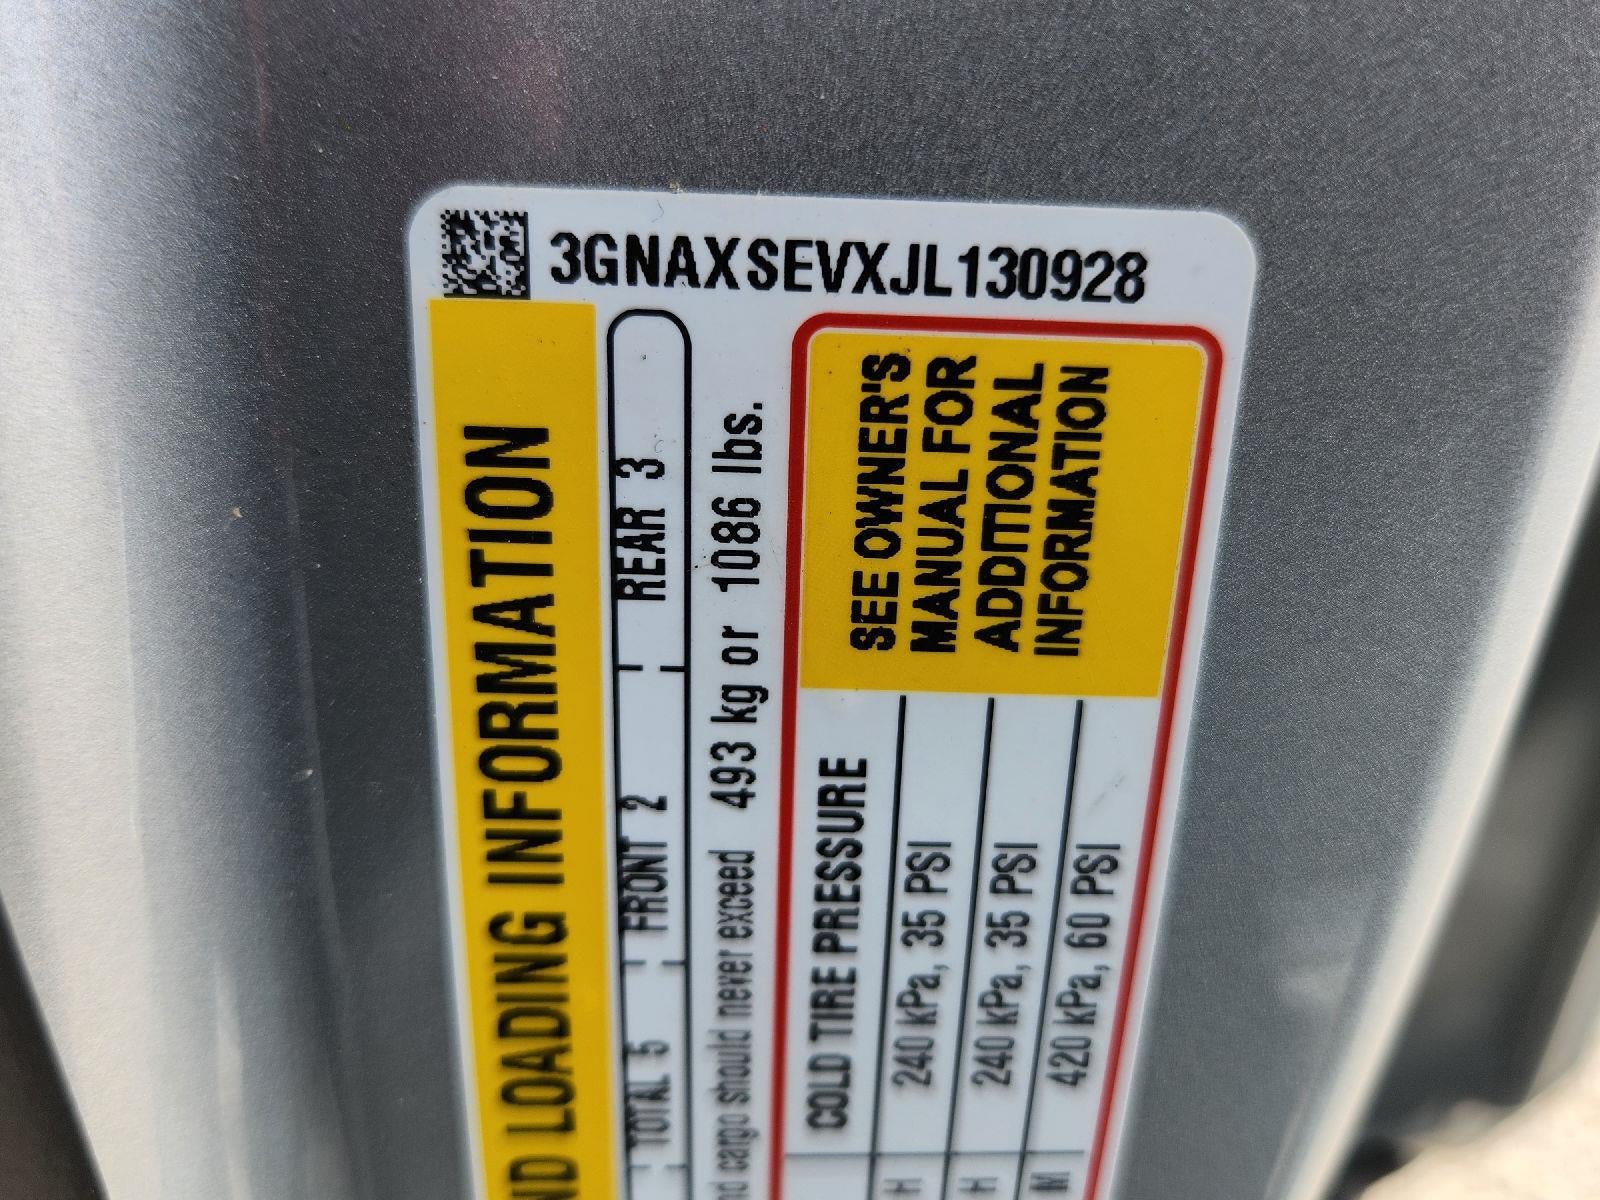 3GNAXSEVXJL130928
ND LOADING INFORMATION
TOTAL 5 FRONT 2 REAR 3
nd cargo should never exceed 493 kg or 1086 lbs.
COLD TIRE PRESSURE
H 240 kPa, 35 PSI
H 240 kPa, 35 PSI
M 420 kPa, 60 PSI
SEE OWNER'S
MANUAL FOR
ADDITIONAL
INFORMATION